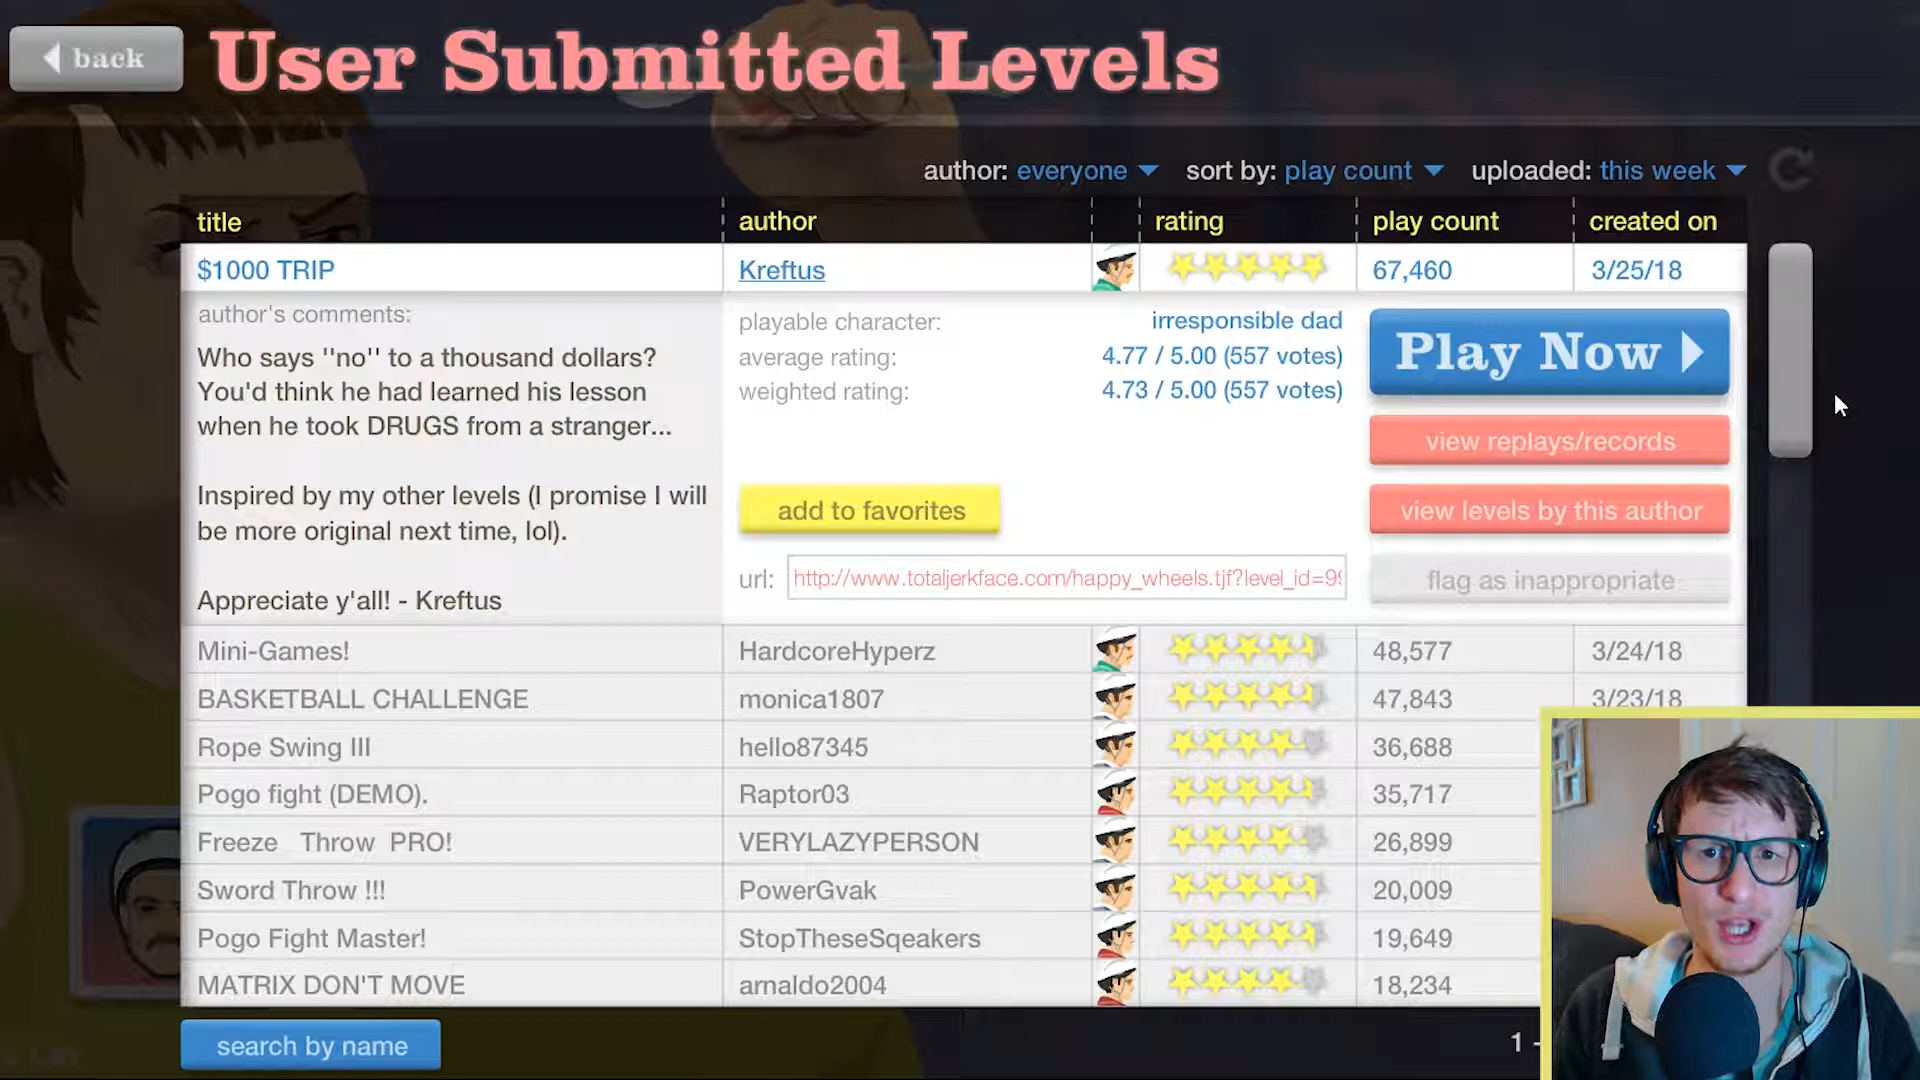 back
User Submitted Levels
author: everyone sort by: play count uploaded: this week
title author rating play count created on
$1000 TRIP Kreftus 67,460 3/25/18
author's comments:
Who says ''no'' to a thousand dollars?
You'd think he had learned his lesson
when he took DRUGS from a stranger...
Inspired by my other levels (I promise I will
be more original next time, lol).
Appreciate y'all! - Kreftus
playable character: irresponsible dad
average rating: 4.77 / 5.00 (557 votes)
weighted rating: 4.73 / 5.00 (557 votes)
add to favorites
url: http://www.totaljerkface.com/happy_wheels.tjf?level_id=99
Play Now
view replays/records
view levels by this author
flag as inappropriate
Mini-Games! HardcoreHyperz 48,577 3/24/18
BASKETBALL CHALLENGE monica1807 47,843 3/23/18
Rope Swing III hello87345 36,688
Pogo fight (DEMO). Raptor03 35,717
Freeze Throw PRO! VERYLAZYPERSON 26,899
Sword Throw !!! PowerGvak 20,009
Pogo Fight Master! StopTheseSqeakers 19,649
MATRIX DON'T MOVE arnaldo2004 18,234
search by name
1 -